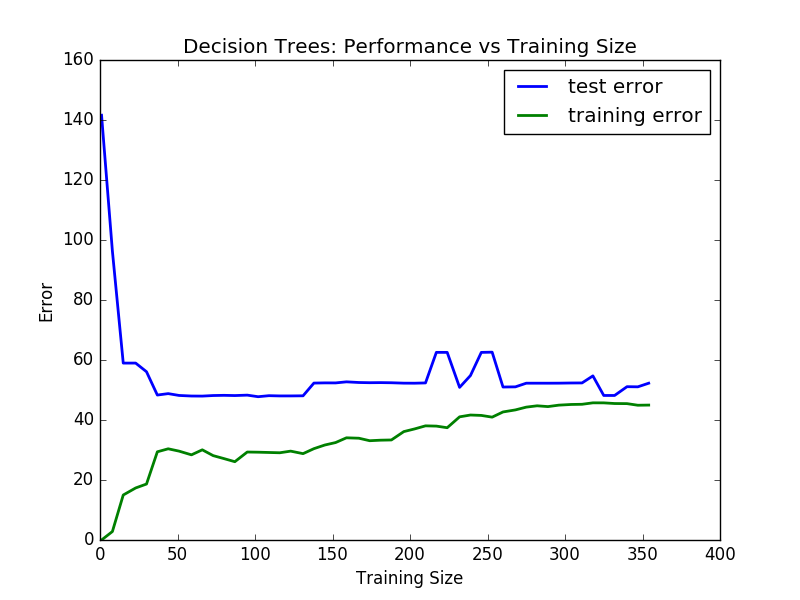 Decision Trees: Performance vs Training Size
test error
training error
160
140
120
100
80
60
40
20
0
Error
0 50 100 150 200 250 300 350 400
Training Size